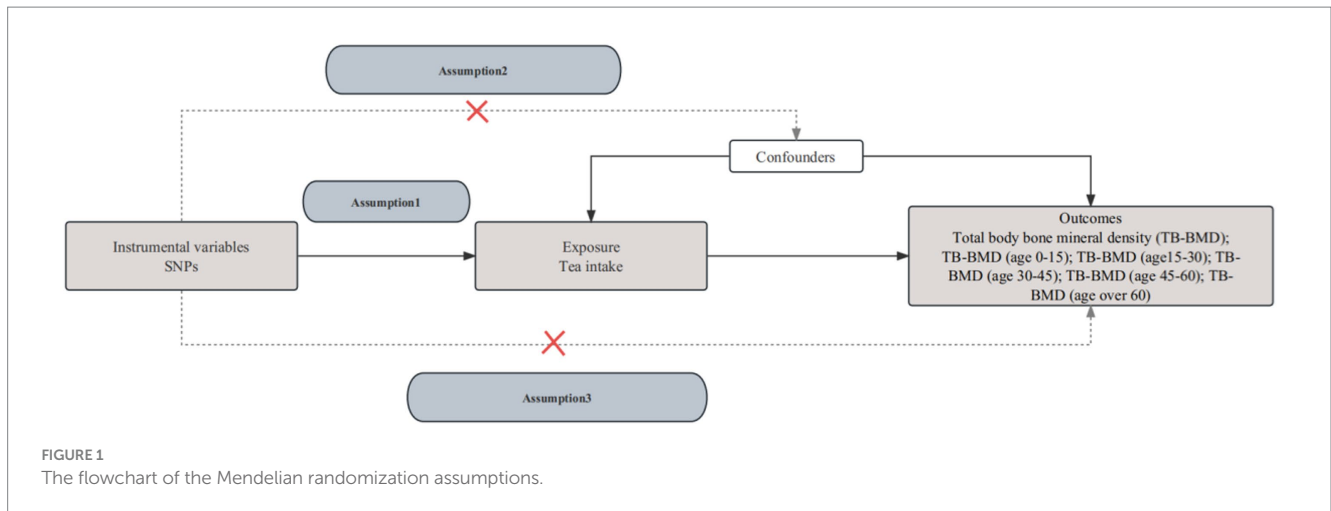 Assumption2
Confounders
Assumption1
Instrumental variables
SNPs
Exposure
Tea intake
Outcomes
Total body bone mineral density (TB-BMD);
TB-BMD (age 0-15); TB-BMD (age15-30); TB-
BMD (age 30-45); TB-BMD (age 45-60); TB-
BMD (age over 60)
Assumption3
FIGURE 1
The flowchart of the Mendelian randomization assumptions.